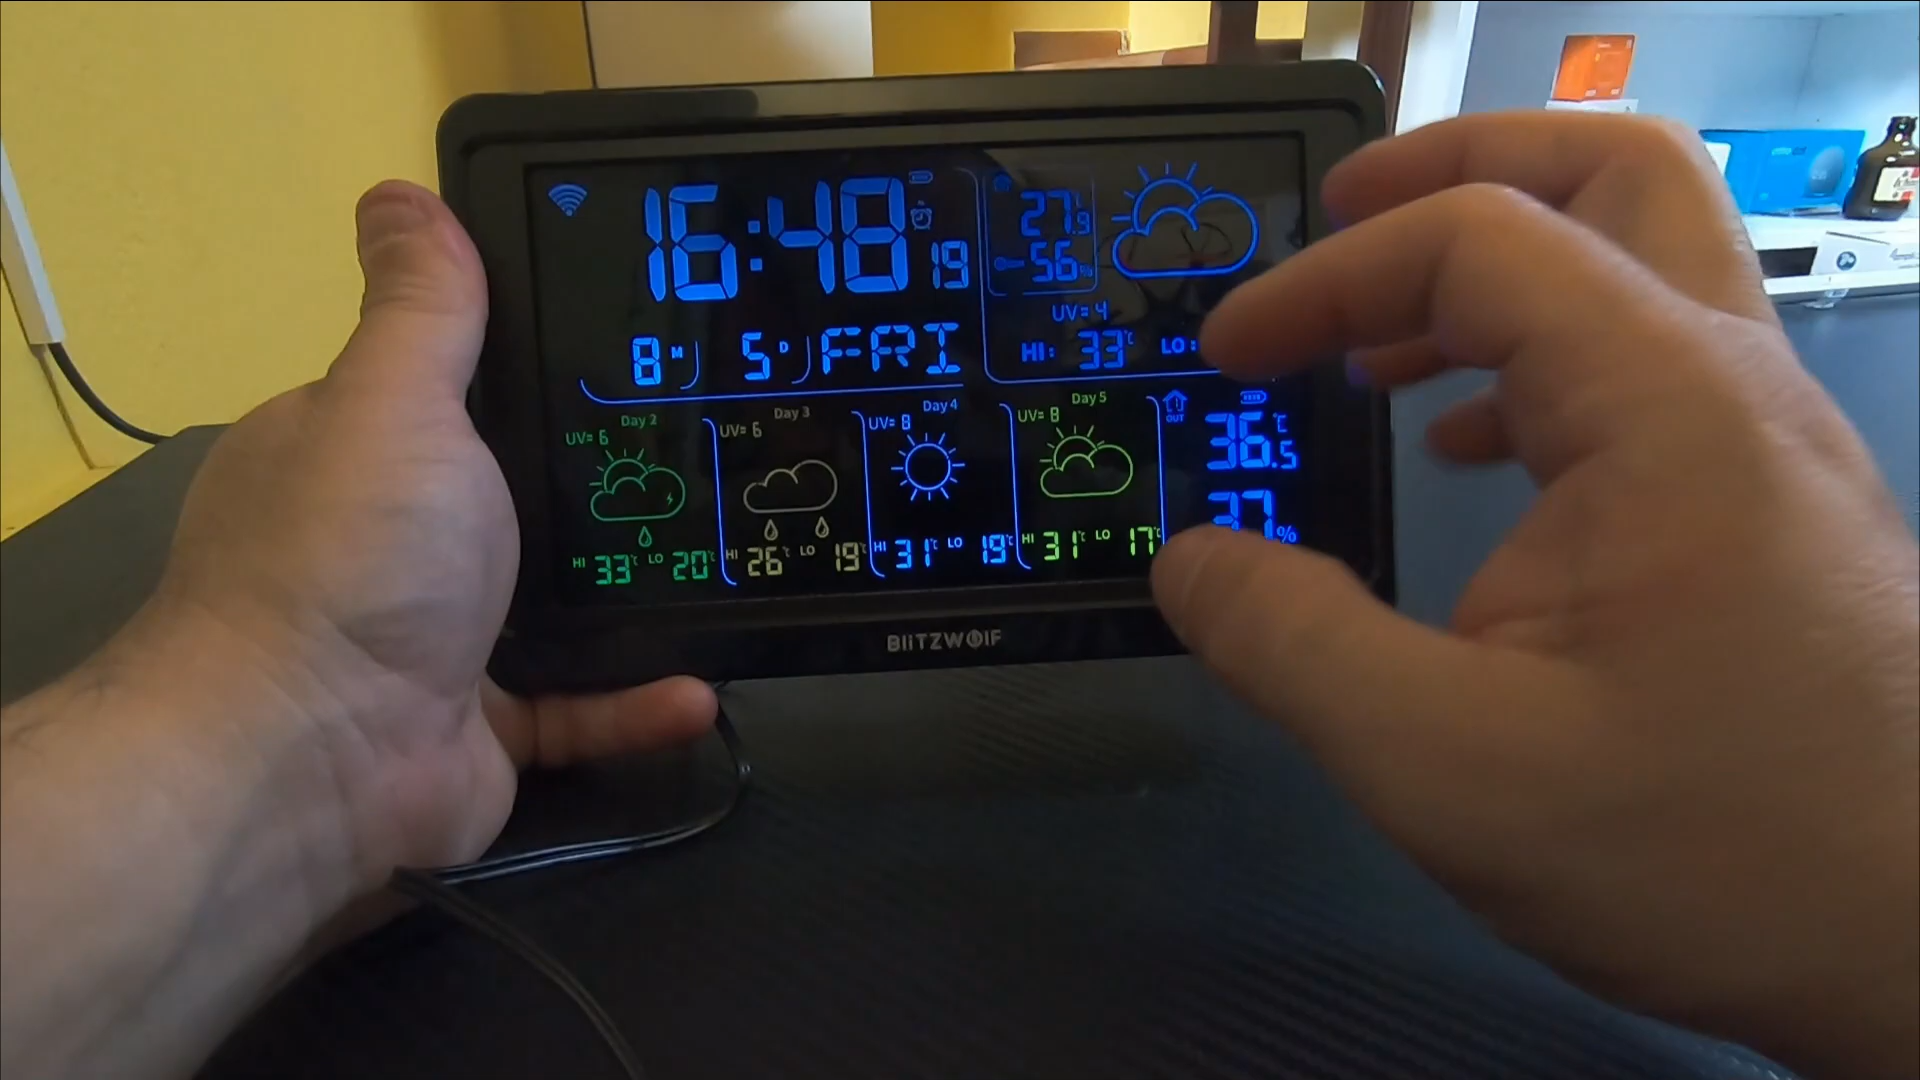 16:48 19
8 M 5 D FRI
27.9
56%
UV= 4
HI: 33°C LO:
Day 2
UV= 6
HI 33°C LO 20°C
Day 3
UV= 6
HI 26°C LO 19°C
Day 4
UV= 8
HI 31°C LO 19°C
Day 5
UV= 8
HI 31°C LO 17°C
OUT
36.5°C
37%
BlitzWolf